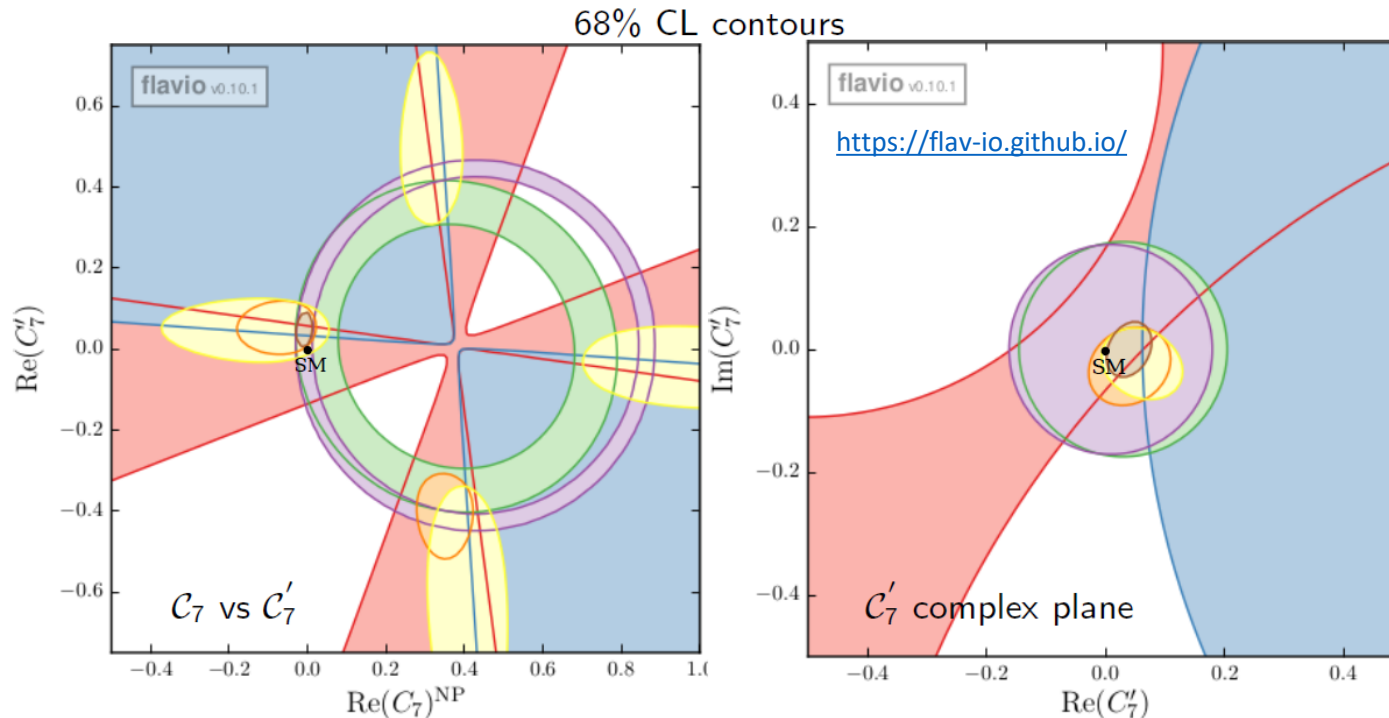 68% CL contours
flavio v0.10.1
0.6
0.4
0.2
0.0
−0.2
−0.4
−0.6
Re(C′₇)
SM
𝒞₇ vs 𝒞₇′
−0.4 −0.2 0.0 0.2 0.4 0.6 0.8 1.0
Re(C₇)ᴺᴾ
flavio v0.10.1
https://flav-io.github.io/
0.4
0.2
0.0
−0.2
−0.4
Im(C′₇)
SM
𝒞₇′ complex plane
−0.4 −0.2 0.0 0.2 0.4
Re(C′₇)